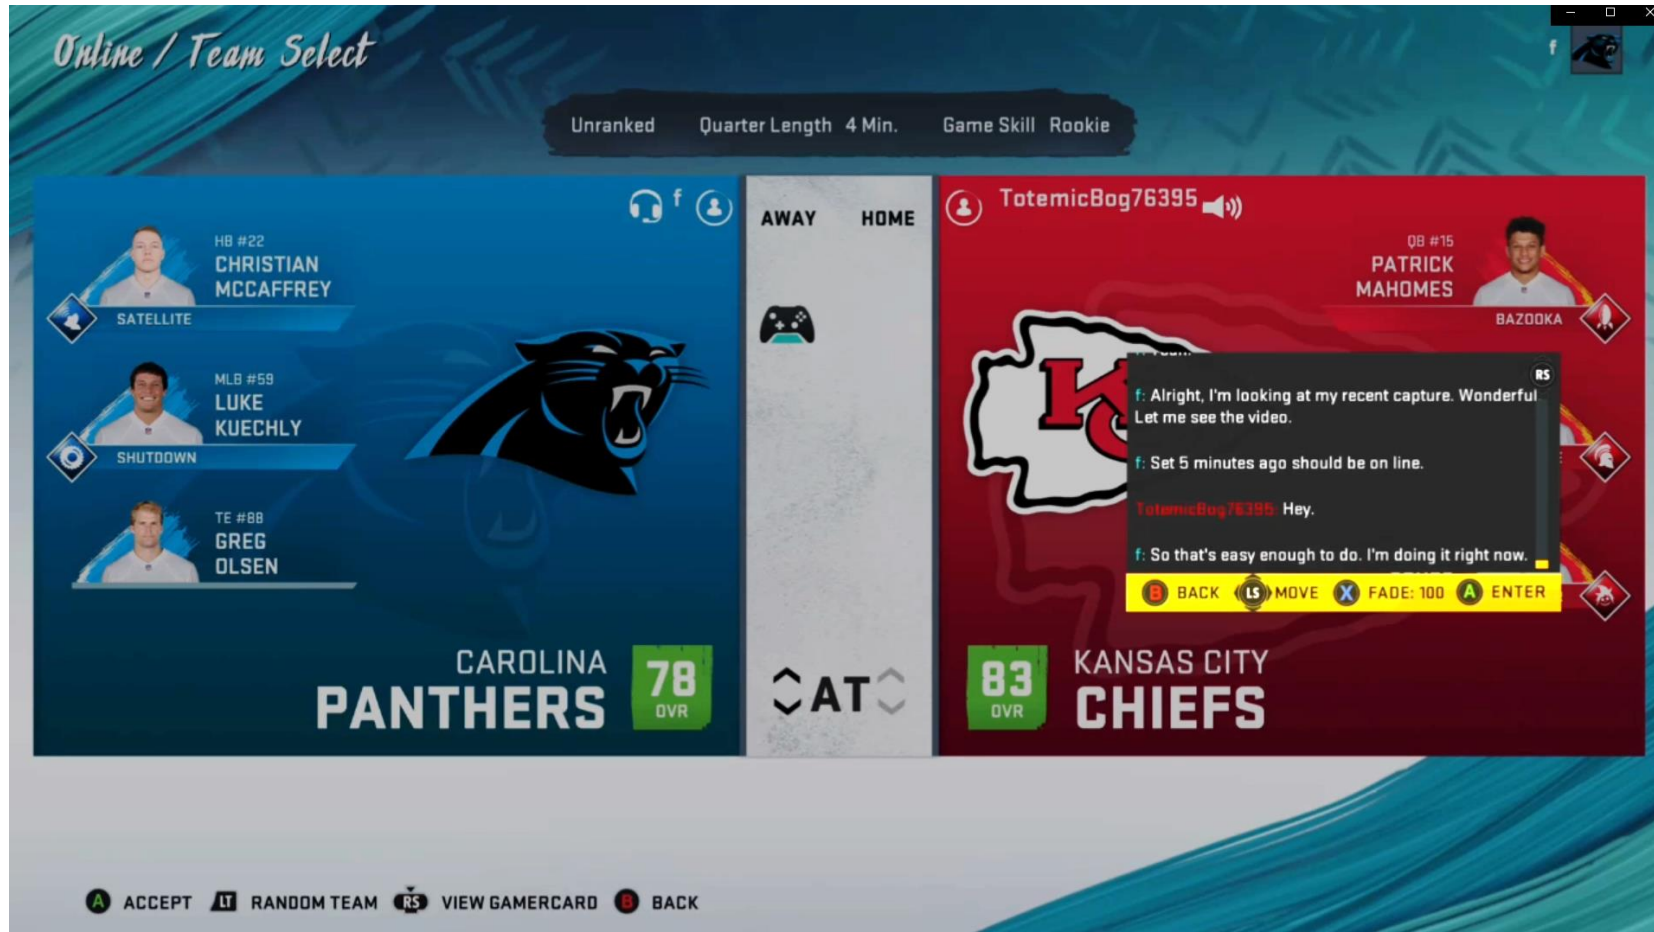 Online / Team Select
f
Unranked Quarter Length 4 Min. Game Skill Rookie
f
HB #22
CHRISTIAN
MCCAFFREY
SATELLITE
MLB #59
LUKE
KUECHLY
SHUTDOWN
TE #88
GREG
OLSEN
CAROLINA
PANTHERS
78
OVR
AWAY HOME
AT
TotemicBog76395
QB #15
PATRICK
MAHOMES
BAZOOKA
KC
RS
f: Alright, I'm looking at my recent capture. Wonderful
Let me see the video.
f: Set 5 minutes ago should be on line.
TotemicBog76395: Hey.
f: So that's easy enough to do. I'm doing it right now.
B BACK LS MOVE X FADE: 100 A ENTER
83
OVR
KANSAS CITY
CHIEFS
A ACCEPT LT RANDOM TEAM RS VIEW GAMERCARD B BACK